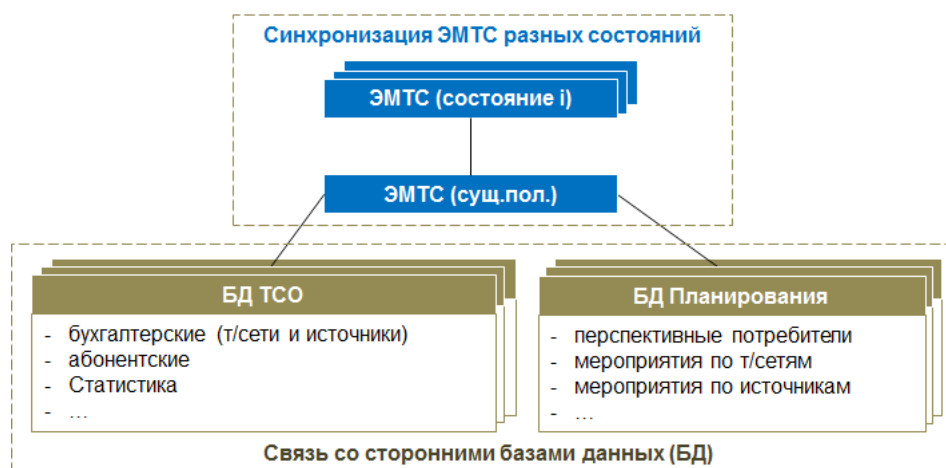 Синхронизация ЭМТС разных состояний
ЭМТС (состояние i)
ЭМТС (сущ.пол.)
БД ТСО
- бухгалтерские (т/сети и источники)
- абонентские
- Статистика
- ...
БД Планирования
- перспективные потребители
- мероприятия по т/сетям
- мероприятия по источникам
- ...
Связь со сторонними базами данных (БД)